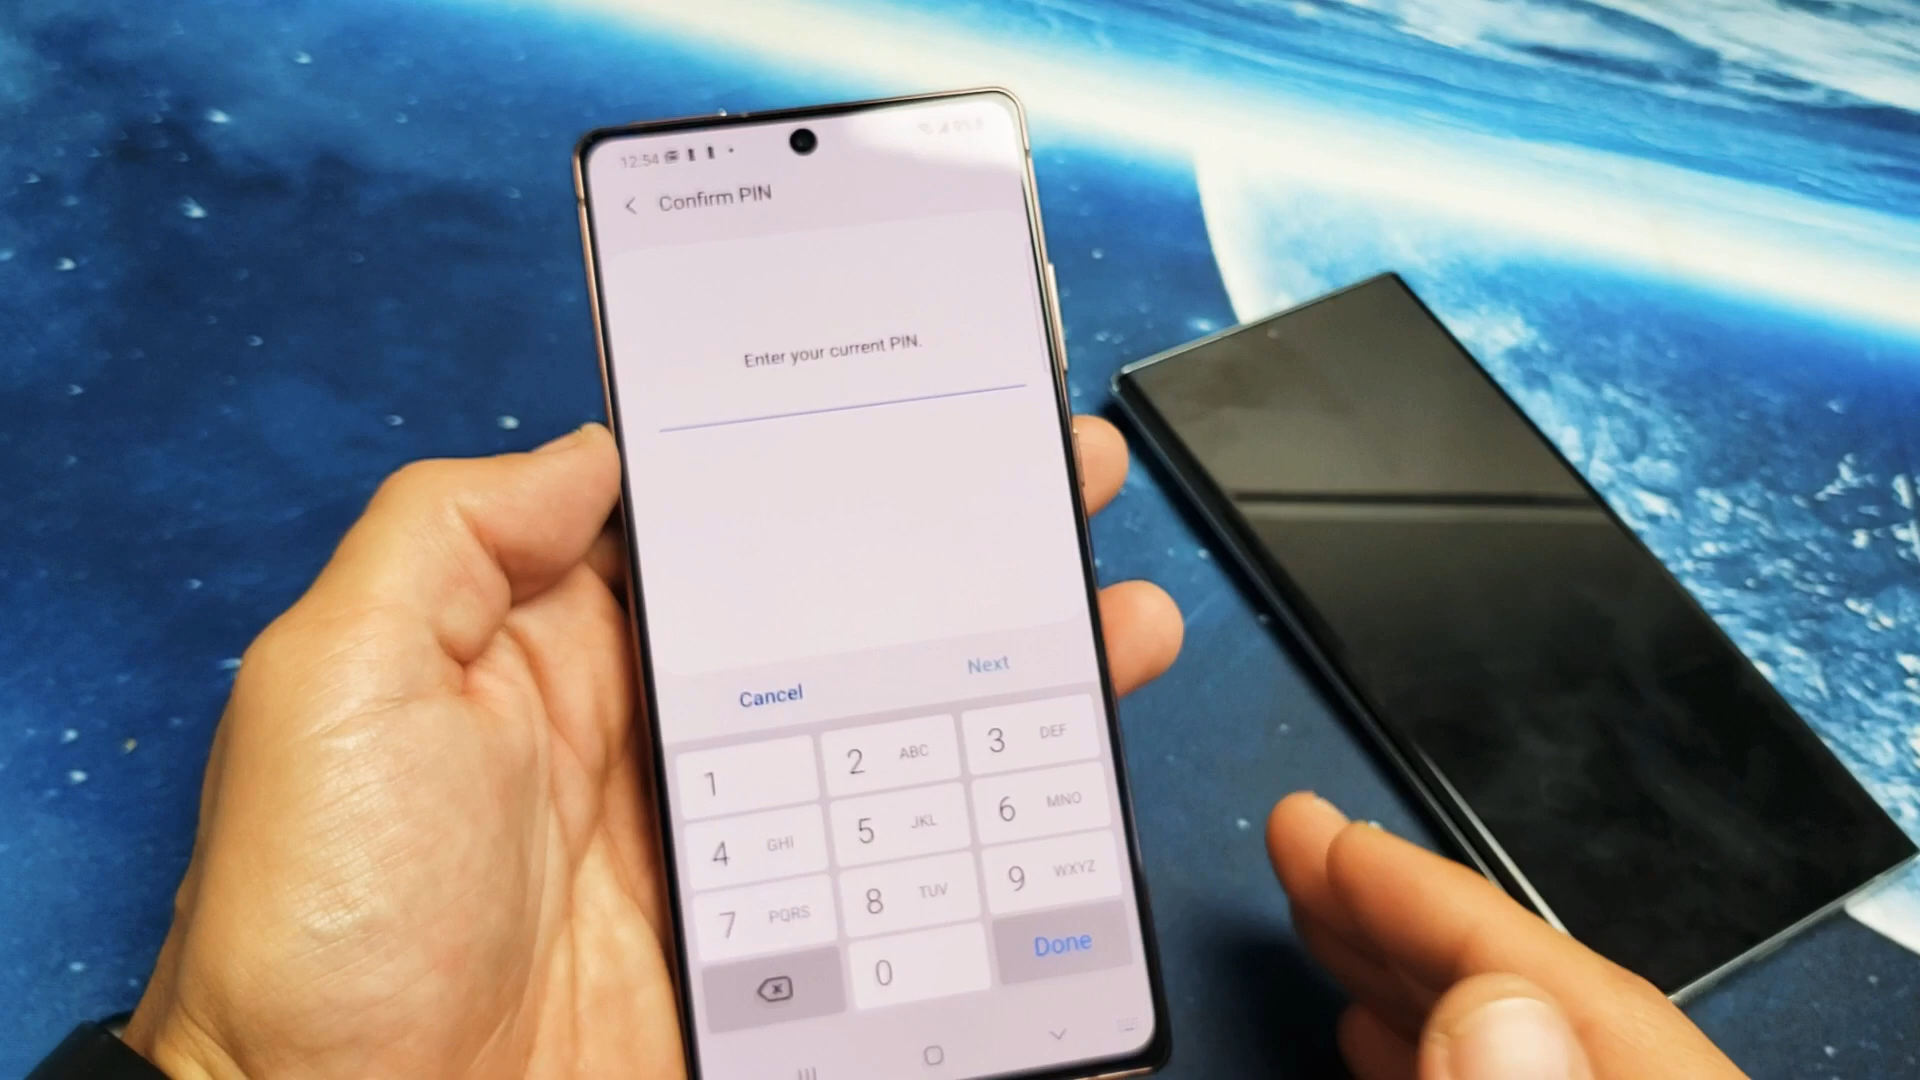 12:54
Confirm PIN
Enter your current PIN.
Cancel Next
1 2 ABC 3 DEF
4 GHI 5 JKL 6 MNO
7 PQRS 8 TUV 9 WXYZ
0 Done